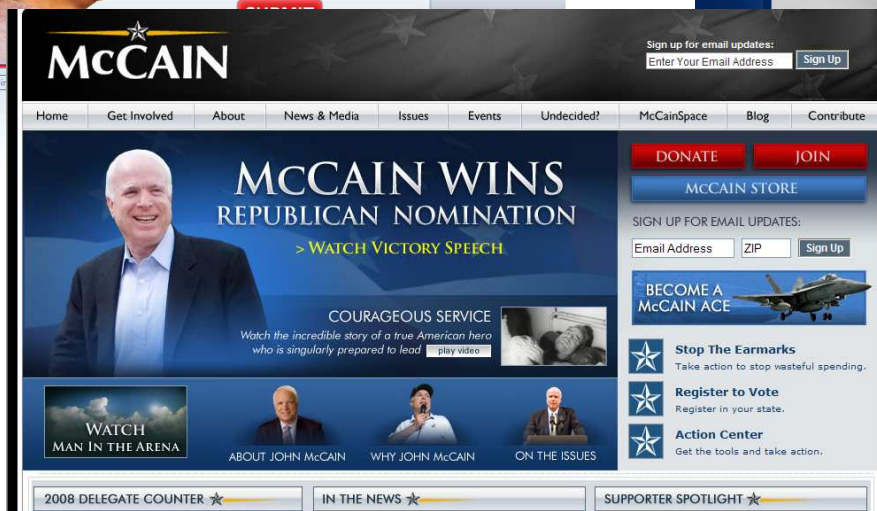 SUBMIT
McCAIN
Sign up for email updates:
Enter Your Email Address
Sign Up
Home
Get Involved
About
News & Media
Issues
Events
Undecided?
McCainSpace
Blog
Contribute
McCAIN WINS
REPUBLICAN NOMINATION
> WATCH VICTORY SPEECH
COURAGEOUS SERVICE
Watch the incredible story of a true American hero
who is singularly prepared to lead play video
WATCH
MAN IN THE ARENA
ABOUT JOHN McCAIN
WHY JOHN McCAIN
ON THE ISSUES
DONATE
JOIN
McCAIN STORE
SIGN UP FOR EMAIL UPDATES:
Email Address
ZIP
Sign Up
BECOME A
McCAIN ACE
Stop The Earmarks
Take action to stop wasteful spending.
Register to Vote
Register in your state.
Action Center
Get the tools and take action.
2008 DELEGATE COUNTER
IN THE NEWS
SUPPORTER SPOTLIGHT